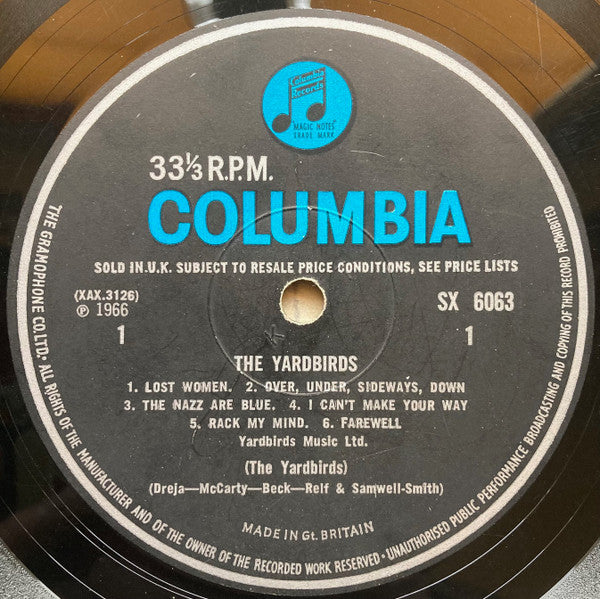 Columbia
Records
MAGIC NOTES
TRADE MARK
33⅓ R.P.M.
COLUMBIA
SOLD IN U.K. SUBJECT TO RESALE PRICE CONDITIONS, SEE PRICE LISTS
(XAX.3126)
℗ 1966
SX 6063
1
1
THE YARDBIRDS
1. LOST WOMEN. 2. OVER, UNDER, SIDEWAYS, DOWN
3. THE NAZZ ARE BLUE. 4. I CAN'T MAKE YOUR WAY
5. RACK MY MIND. 6. FAREWELL
Yardbirds Music Ltd.
(The Yardbirds)
(Dreja—McCarty—Beck—Relf & Samwell-Smith)
MADE IN Gt. BRITAIN
THE GRAMOPHONE CO. LTD. ALL RIGHTS OF THE MANUFACTURER AND OF THE OWNER OF THE RECORDED WORK RESERVED · UNAUTHORISED PUBLIC PERFORMANCE BROADCASTING AND COPYING OF THIS RECORD PROHIBITED